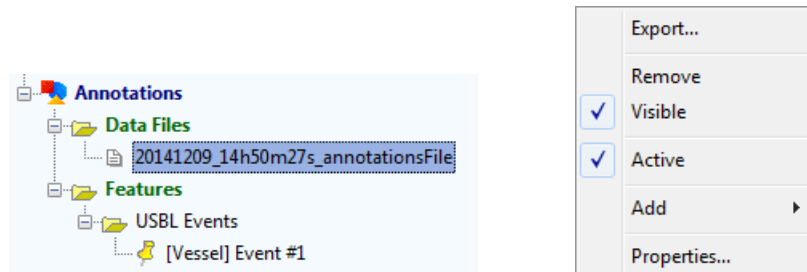 Annotations
Data Files
20141209_14h50m27s_annotationsFile
Features
USBL Events
[Vessel] Event #1
Export...
Remove
Visible
Active
Add
Properties...